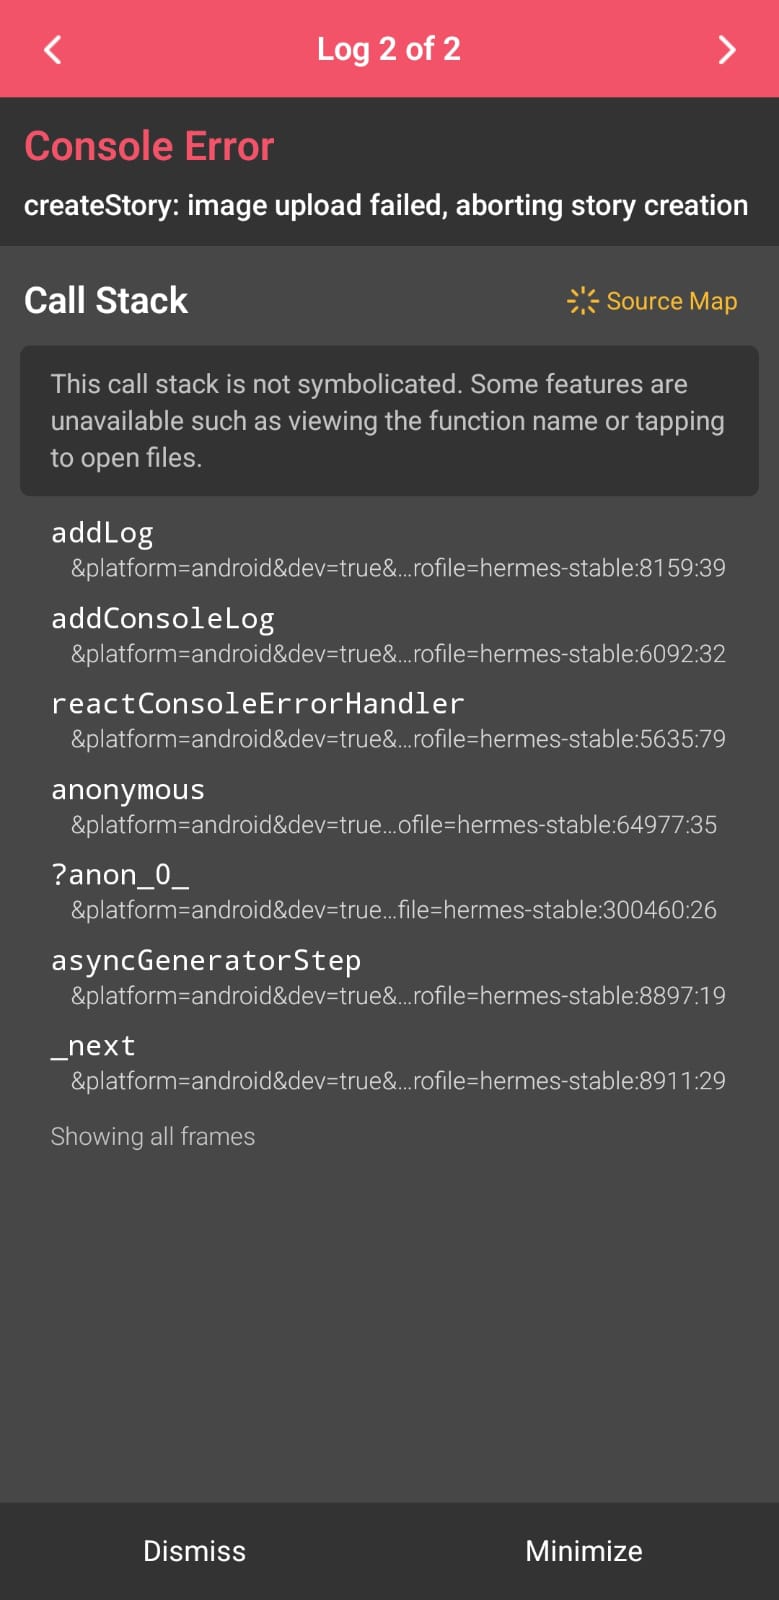 Log 2 of 2
Console Error
createStory: image upload failed, aborting story creation
Call Stack
Source Map
This call stack is not symbolicated. Some features are
unavailable such as viewing the function name or tapping
to open files.
addLog
&platform=android&dev=true&...rofile=hermes-stable:8159:39
addConsoleLog
&platform=android&dev=true&...rofile=hermes-stable:6092:32
reactConsoleErrorHandler
&platform=android&dev=true&...rofile=hermes-stable:5635:79
anonymous
&platform=android&dev=true...ofile=hermes-stable:64977:35
?anon_0_
&platform=android&dev=true...file=hermes-stable:300460:26
asyncGeneratorStep
&platform=android&dev=true&...rofile=hermes-stable:8897:19
_next
&platform=android&dev=true&...rofile=hermes-stable:8911:29
Showing all frames
Dismiss
Minimize